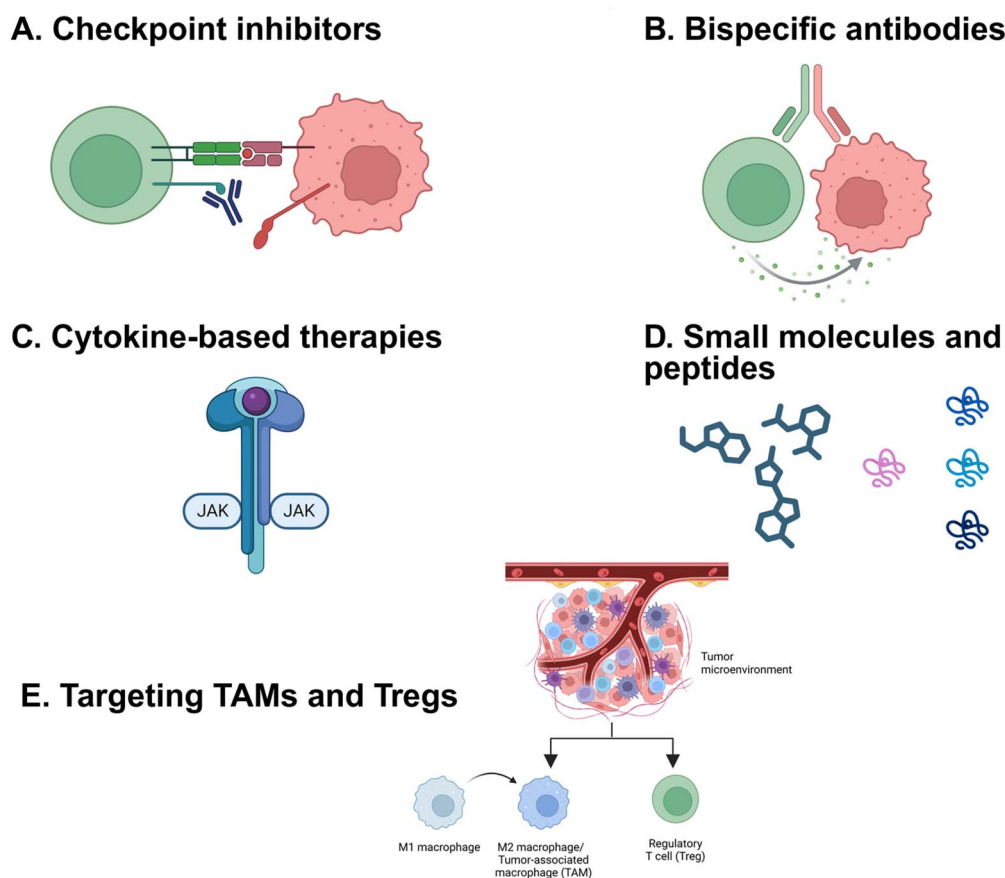 A. Checkpoint inhibitors
B. Bispecific antibodies
C. Cytokine-based therapies
JAK
JAK
D. Small molecules and
peptides
E. Targeting TAMs and Tregs
Tumor
microenvironment
M1 macrophage
M2 macrophage/
Tumor-associated
macrophage (TAM)
Regulatory
T cell (Treg)